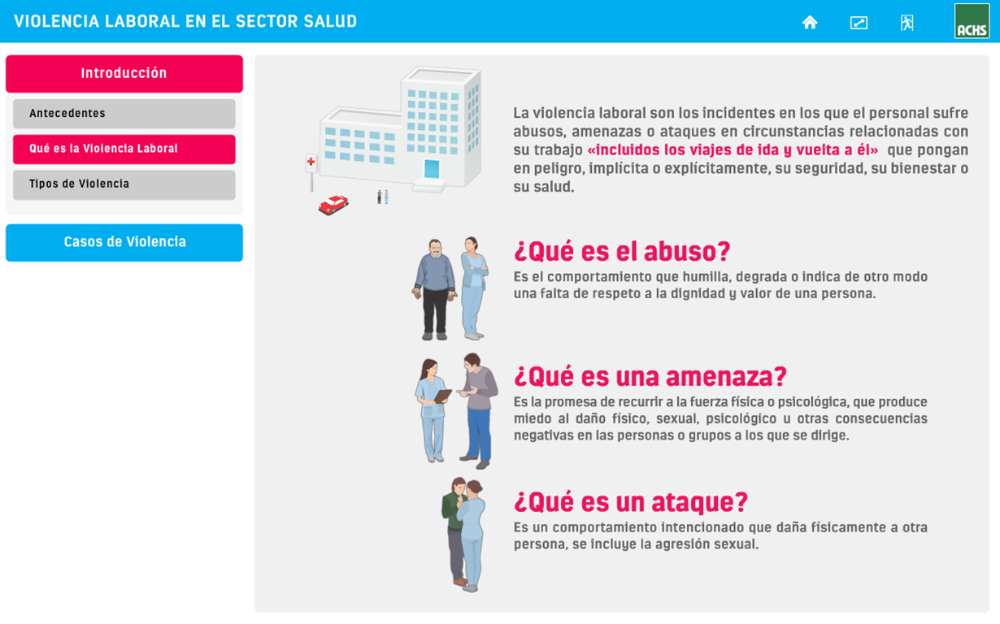 VIOLENCIA LABORAL EN EL SECTOR SALUD
ACHS
Introducción
Antecedentes
Qué es la Violencia Laboral
Tipos de Violencia
Casos de Violencia
La violencia laboral son los incidentes en los que el personal sufre
abusos, amenazas o ataques en circunstancias relacionadas con
su trabajo «incluidos los viajes de ida y vuelta a él» que pongan
en peligro, implícita o explícitamente, su seguridad, su bienestar o
su salud.
¿Qué es el abuso?
Es el comportamiento que humilla, degrada o indica de otro modo
una falta de respeto a la dignidad y valor de una persona.
¿Qué es una amenaza?
Es la promesa de recurrir a la fuerza física o psicológica, que produce
miedo al daño físico, sexual, psicológico u otras consecuencias
negativas en las personas o grupos a los que se dirige.
¿Qué es un ataque?
Es un comportamiento intencionado que daña físicamente a otra
persona, se incluye la agresión sexual.